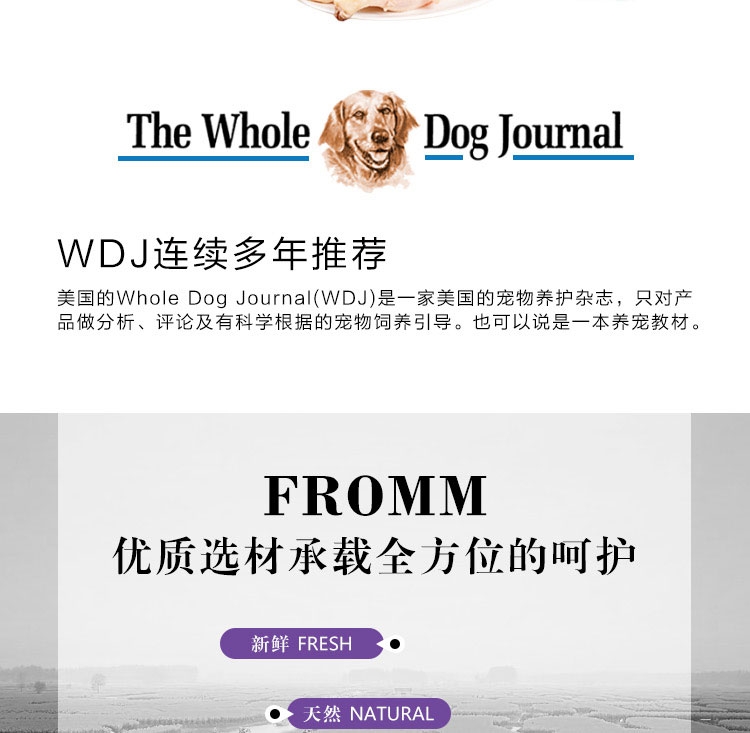 The Whole Dog Journal
WDJ连续多年推荐
美国的Whole Dog Journal(WDJ)是一家美国的宠物养护杂志，只对产
品做分析、评论及有科学根据的宠物饲养引导。也可以说是一本养宠教材。
FROMM
优质选材承载全方位的呵护
新鲜 FRESH
天然 NATURAL